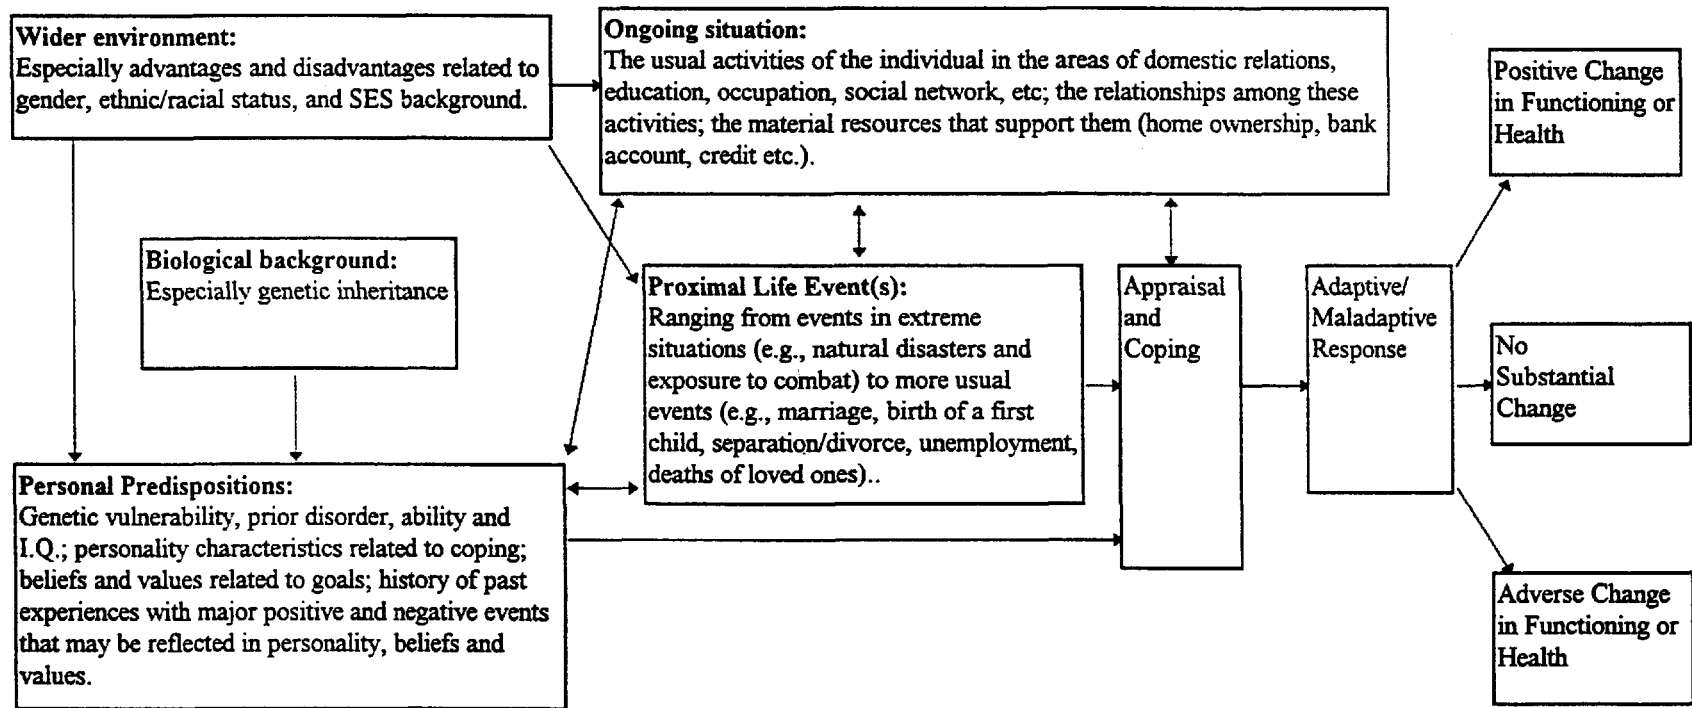 Wider environment:
Especially advantages and disadvantages related to
gender, ethnic/racial status, and SES background.
Ongoing situation:
The usual activities of the individual in the areas of domestic relations,
education, occupation, social network, etc; the relationships among these
activities; the material resources that support them (home ownership, bank
account, credit etc.).
Positive Change
in Functioning or
Health
Biological background:
Especially genetic inheritance
Proximal Life Event(s):
Ranging from events in extreme
situations (e.g., natural disasters and
exposure to combat) to more usual
events (e.g., marriage, birth of a first
child, separation/divorce, unemployment,
deaths of loved ones)..
Appraisal
and
Coping
Adaptive/
Maladaptive
Response
No
Substantial
Change
Personal Predispositions:
Genetic vulnerability, prior disorder, ability and
I.Q.; personality characteristics related to coping;
beliefs and values related to goals; history of past
experiences with major positive and negative events
that may be reflected in personality, beliefs and
values.
Adverse Change
in Functioning or
Health